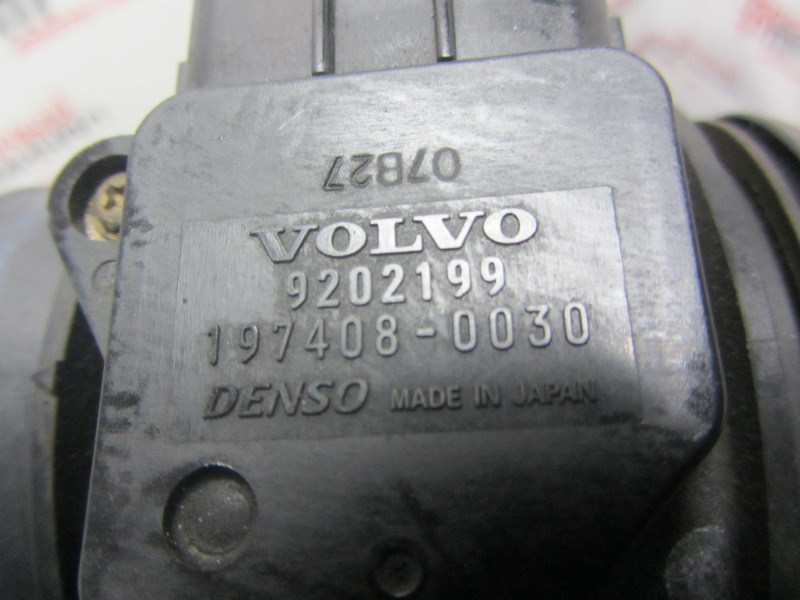 07B27
VOLVO
9202199
197408-0030
DENSO MADE IN JAPAN